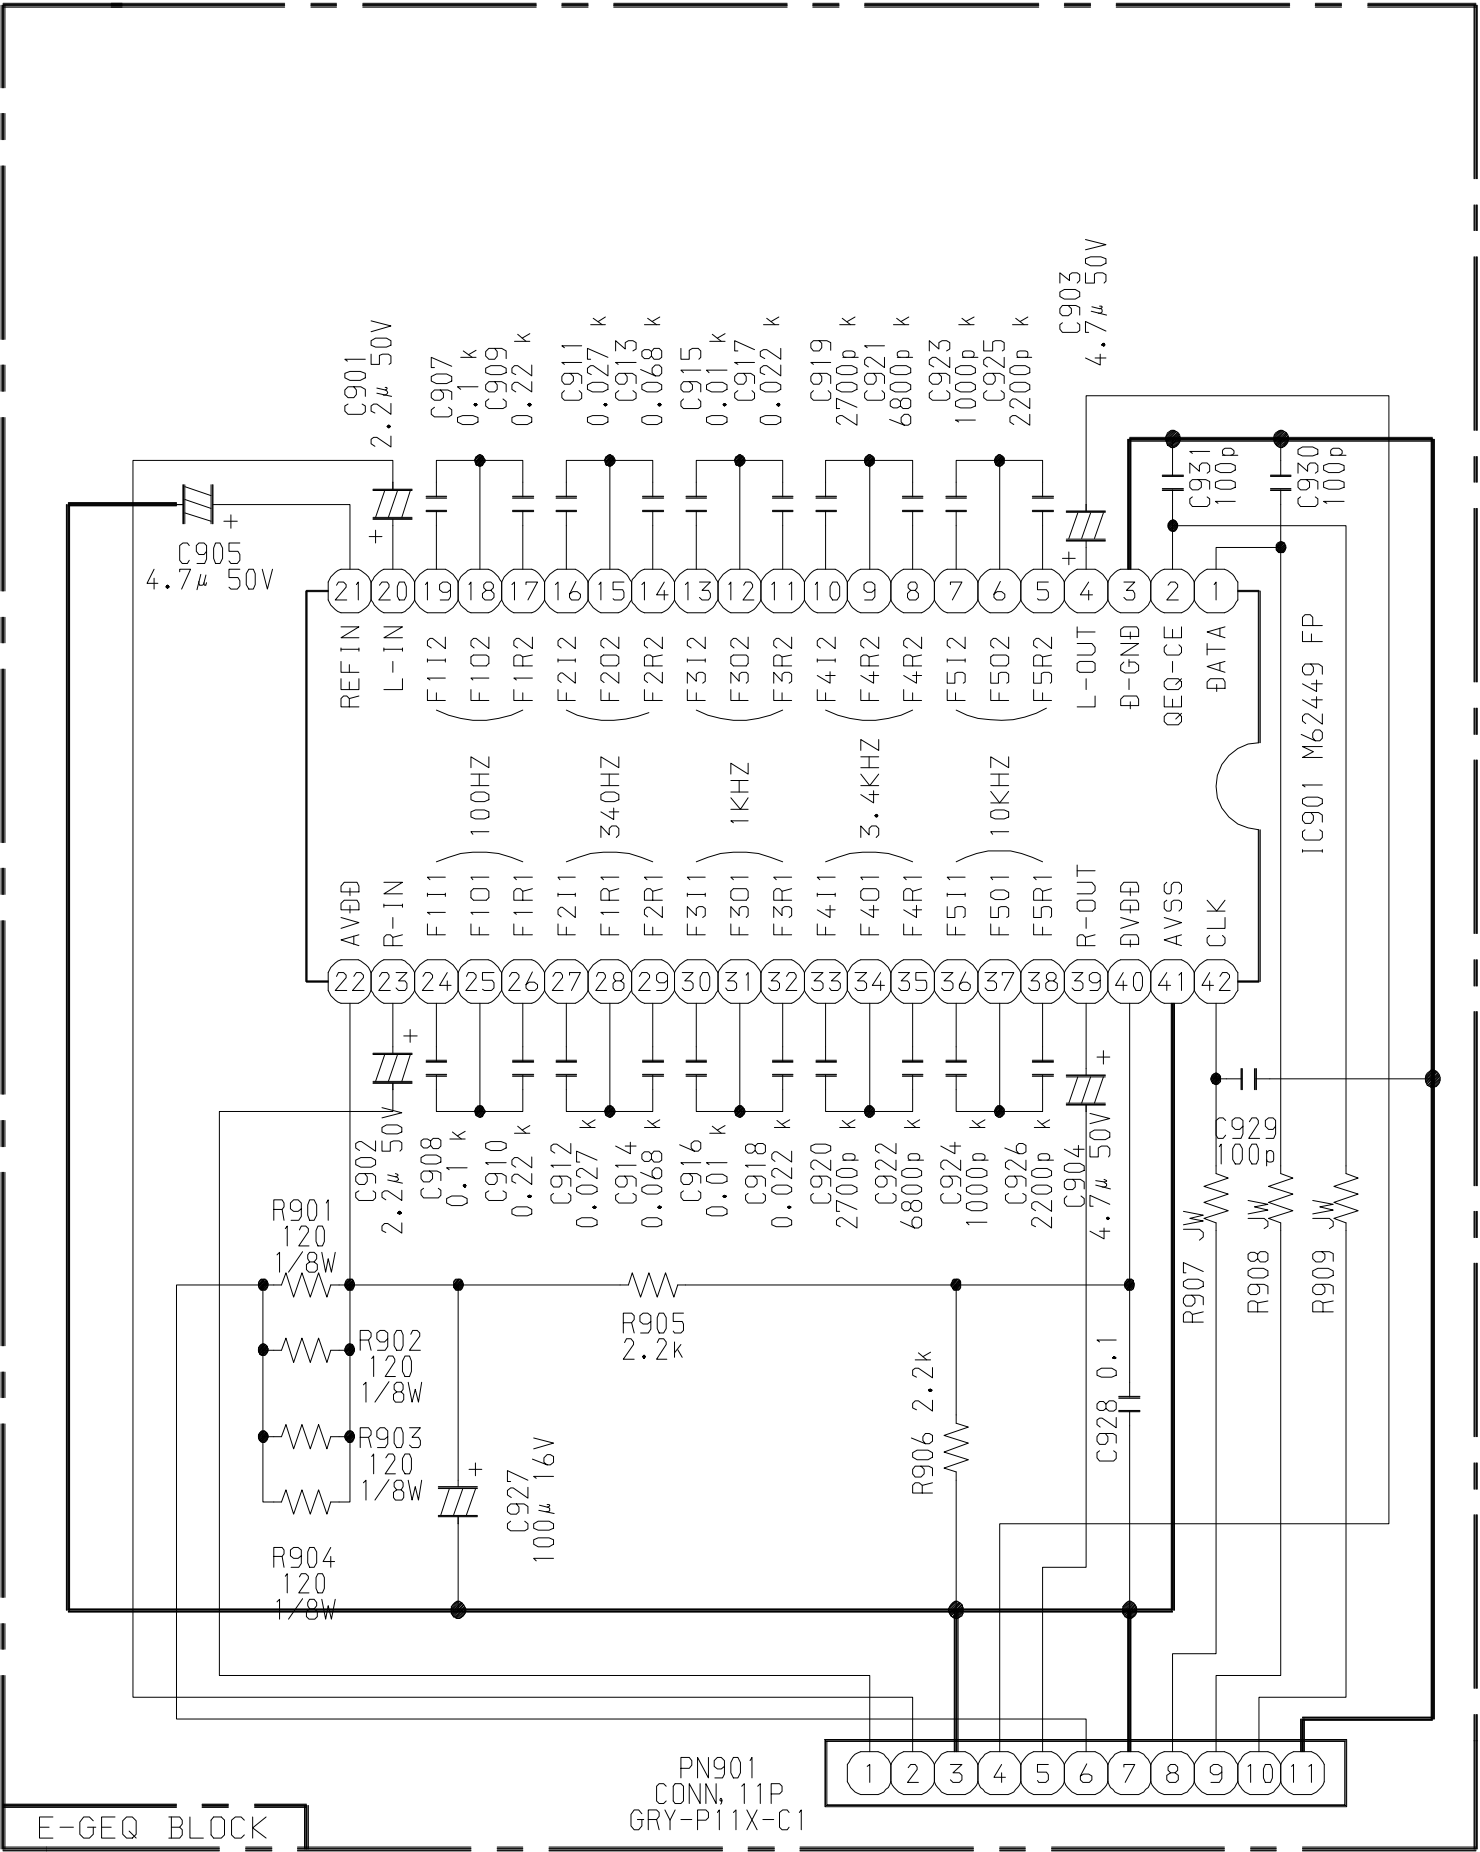 C901
2.2µ 50V
C907
0.1 k
C909
0.22 k
C911
0.027 k
C913
0.068 k
C915
0.01 k
C917
0.022 k
C919
2700p k
C921
6800p k
C923
1000p k
C925
2200p k
C903
4.7µ 50V
C931
100p
C930
100p
+
C905
4.7µ 50V
+
+
21 20 19 18 17 16 15 14 13 12 11 10 9 8 7 6 5 4 3 2 1
REFIN
L-IN
F1I2
F1O2
F1R2
F2I2
F2O2
F2R2
F3I2
F3O2
F3R2
F4I2
F4R2
F4R2
F5I2
F5O2
F5R2
L-OUT
D-GND
QEQ-CE
DATA
100HZ
340HZ
1KHZ
3.4KHZ
10KHZ
IC901 M62449 FP
AVDD
R-IN
F1I1
F1O1
F1R1
F2I1
F1R1
F2R1
F3I1
F3O1
F3R1
F4I1
F4O1
F4R1
F5I1
F5O1
F5R1
R-OUT
DVDD
AVSS
CLK
22 23 24 25 26 27 28 29 30 31 32 33 34 35 36 37 38 39 40 41 42
+
+
C902
2.2µ 50V
C908
0.1 k
C910
0.22 k
C912
0.027 k
C914
0.068 k
C916
0.01 k
C918
0.022 k
C920
2700p k
C922
6800p k
C924
1000p k
C926
2200p k
C904
4.7µ 50V
C929
100p
R907 JW
R908 JW
R909 JW
R901
120
1/8W
R902
120
1/8W
R903
120
1/8W
R904
120
1/8W
R905
2.2k
R906 2.2k
C928 0.1
+
C927
100µ 16V
PN901
CONN, 11P
GRY-P11X-C1
1 2 3 4 5 6 7 8 9 10 11
E-GEQ BLOCK